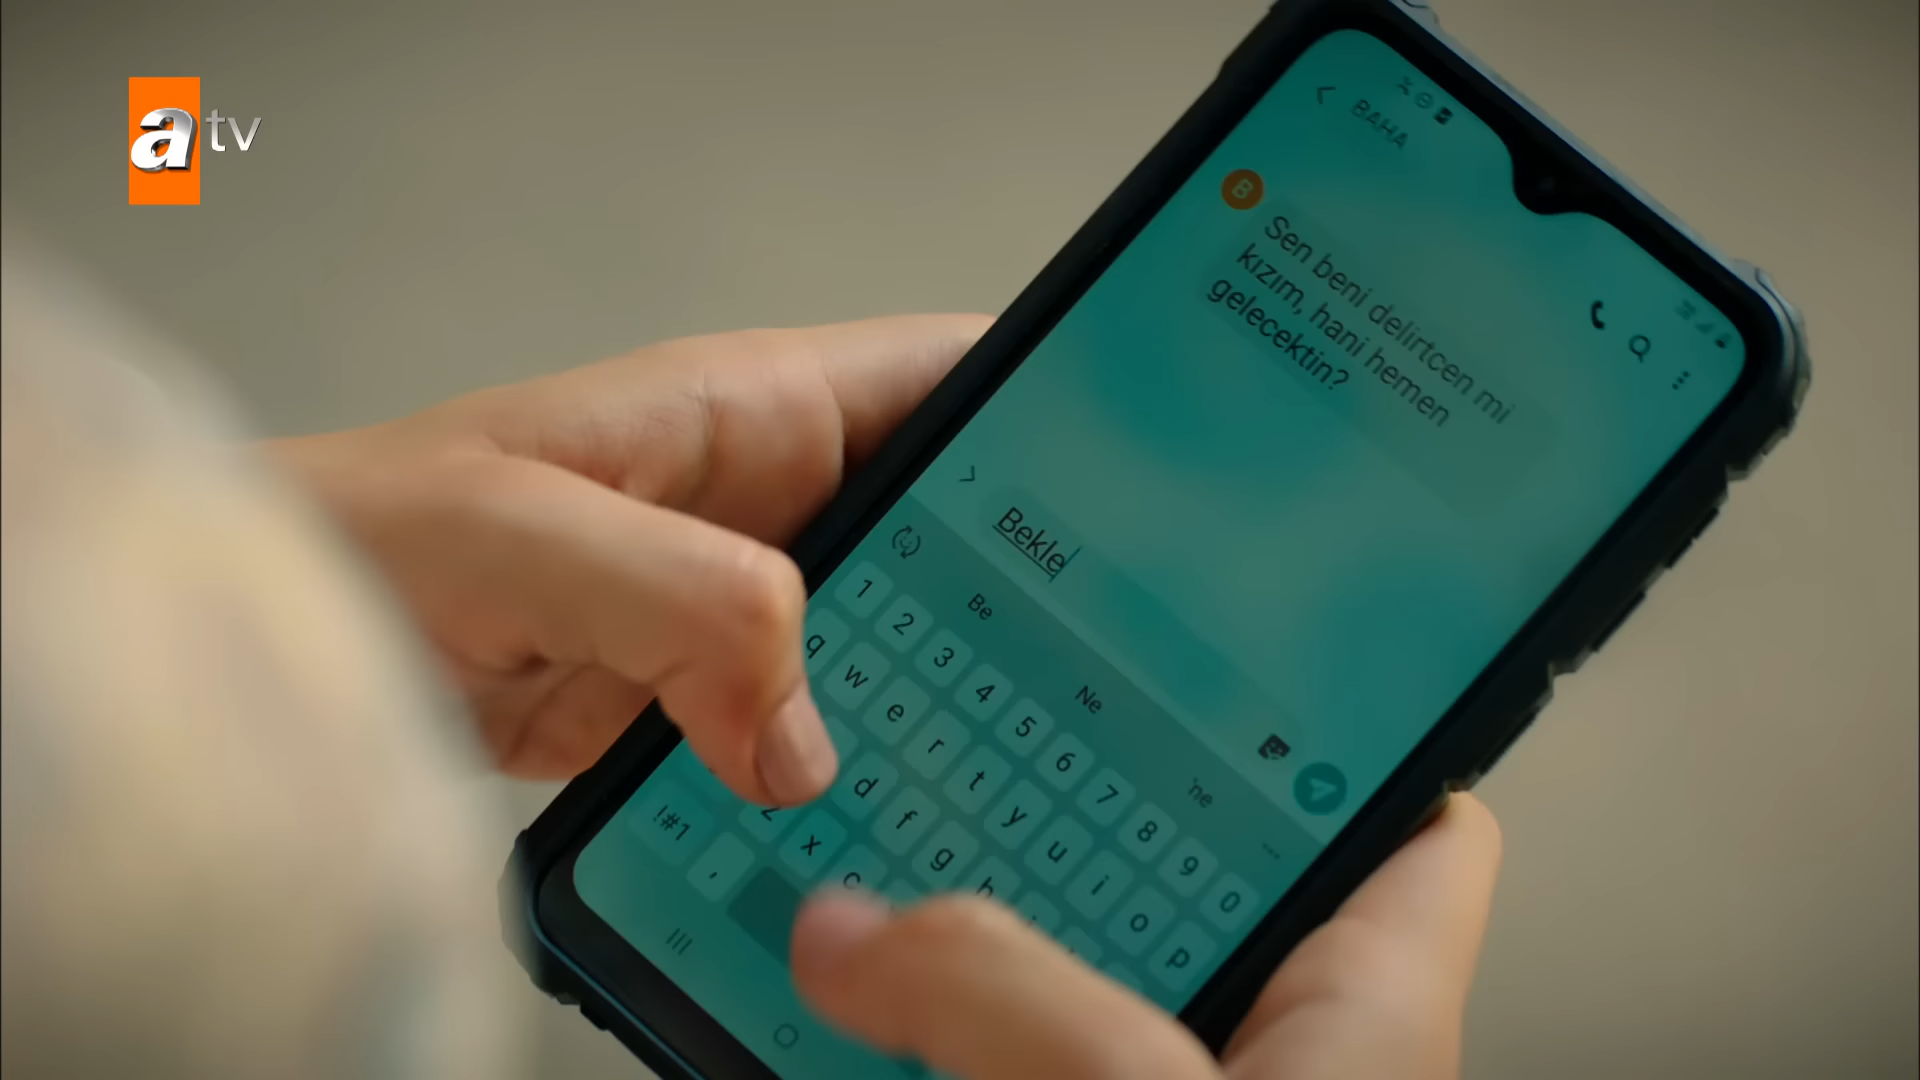 a tv
BAHA
B
Sen beni delirtcen mi
kızım, hani hemen
gelecektin?
Bekle
Be Ne 'ne
1 2 3 4 5 6 7 8 9 0
q w e r t y u i o p
d f g h
!#1 z x c
,